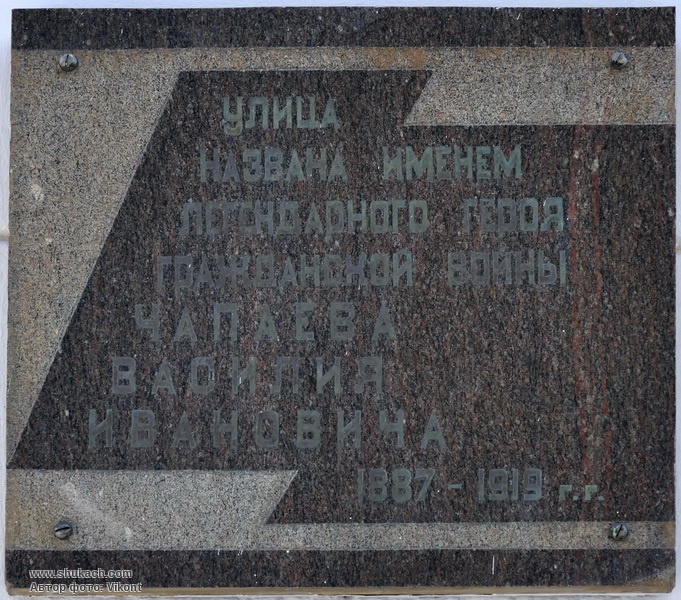 УЛИЦА
НАЗВАНА ИМЕНЕМ
ЛЕГЕНДАРНОГО ГЕРОЯ
ГРАЖДАНСКОЙ ВОЙНЫ
ЧАПАЕВА
ВАСИЛИЯ
ИВАНОВИЧА
1887 - 1919 г.г.
www.shukach.com
Автор фото: Vikont